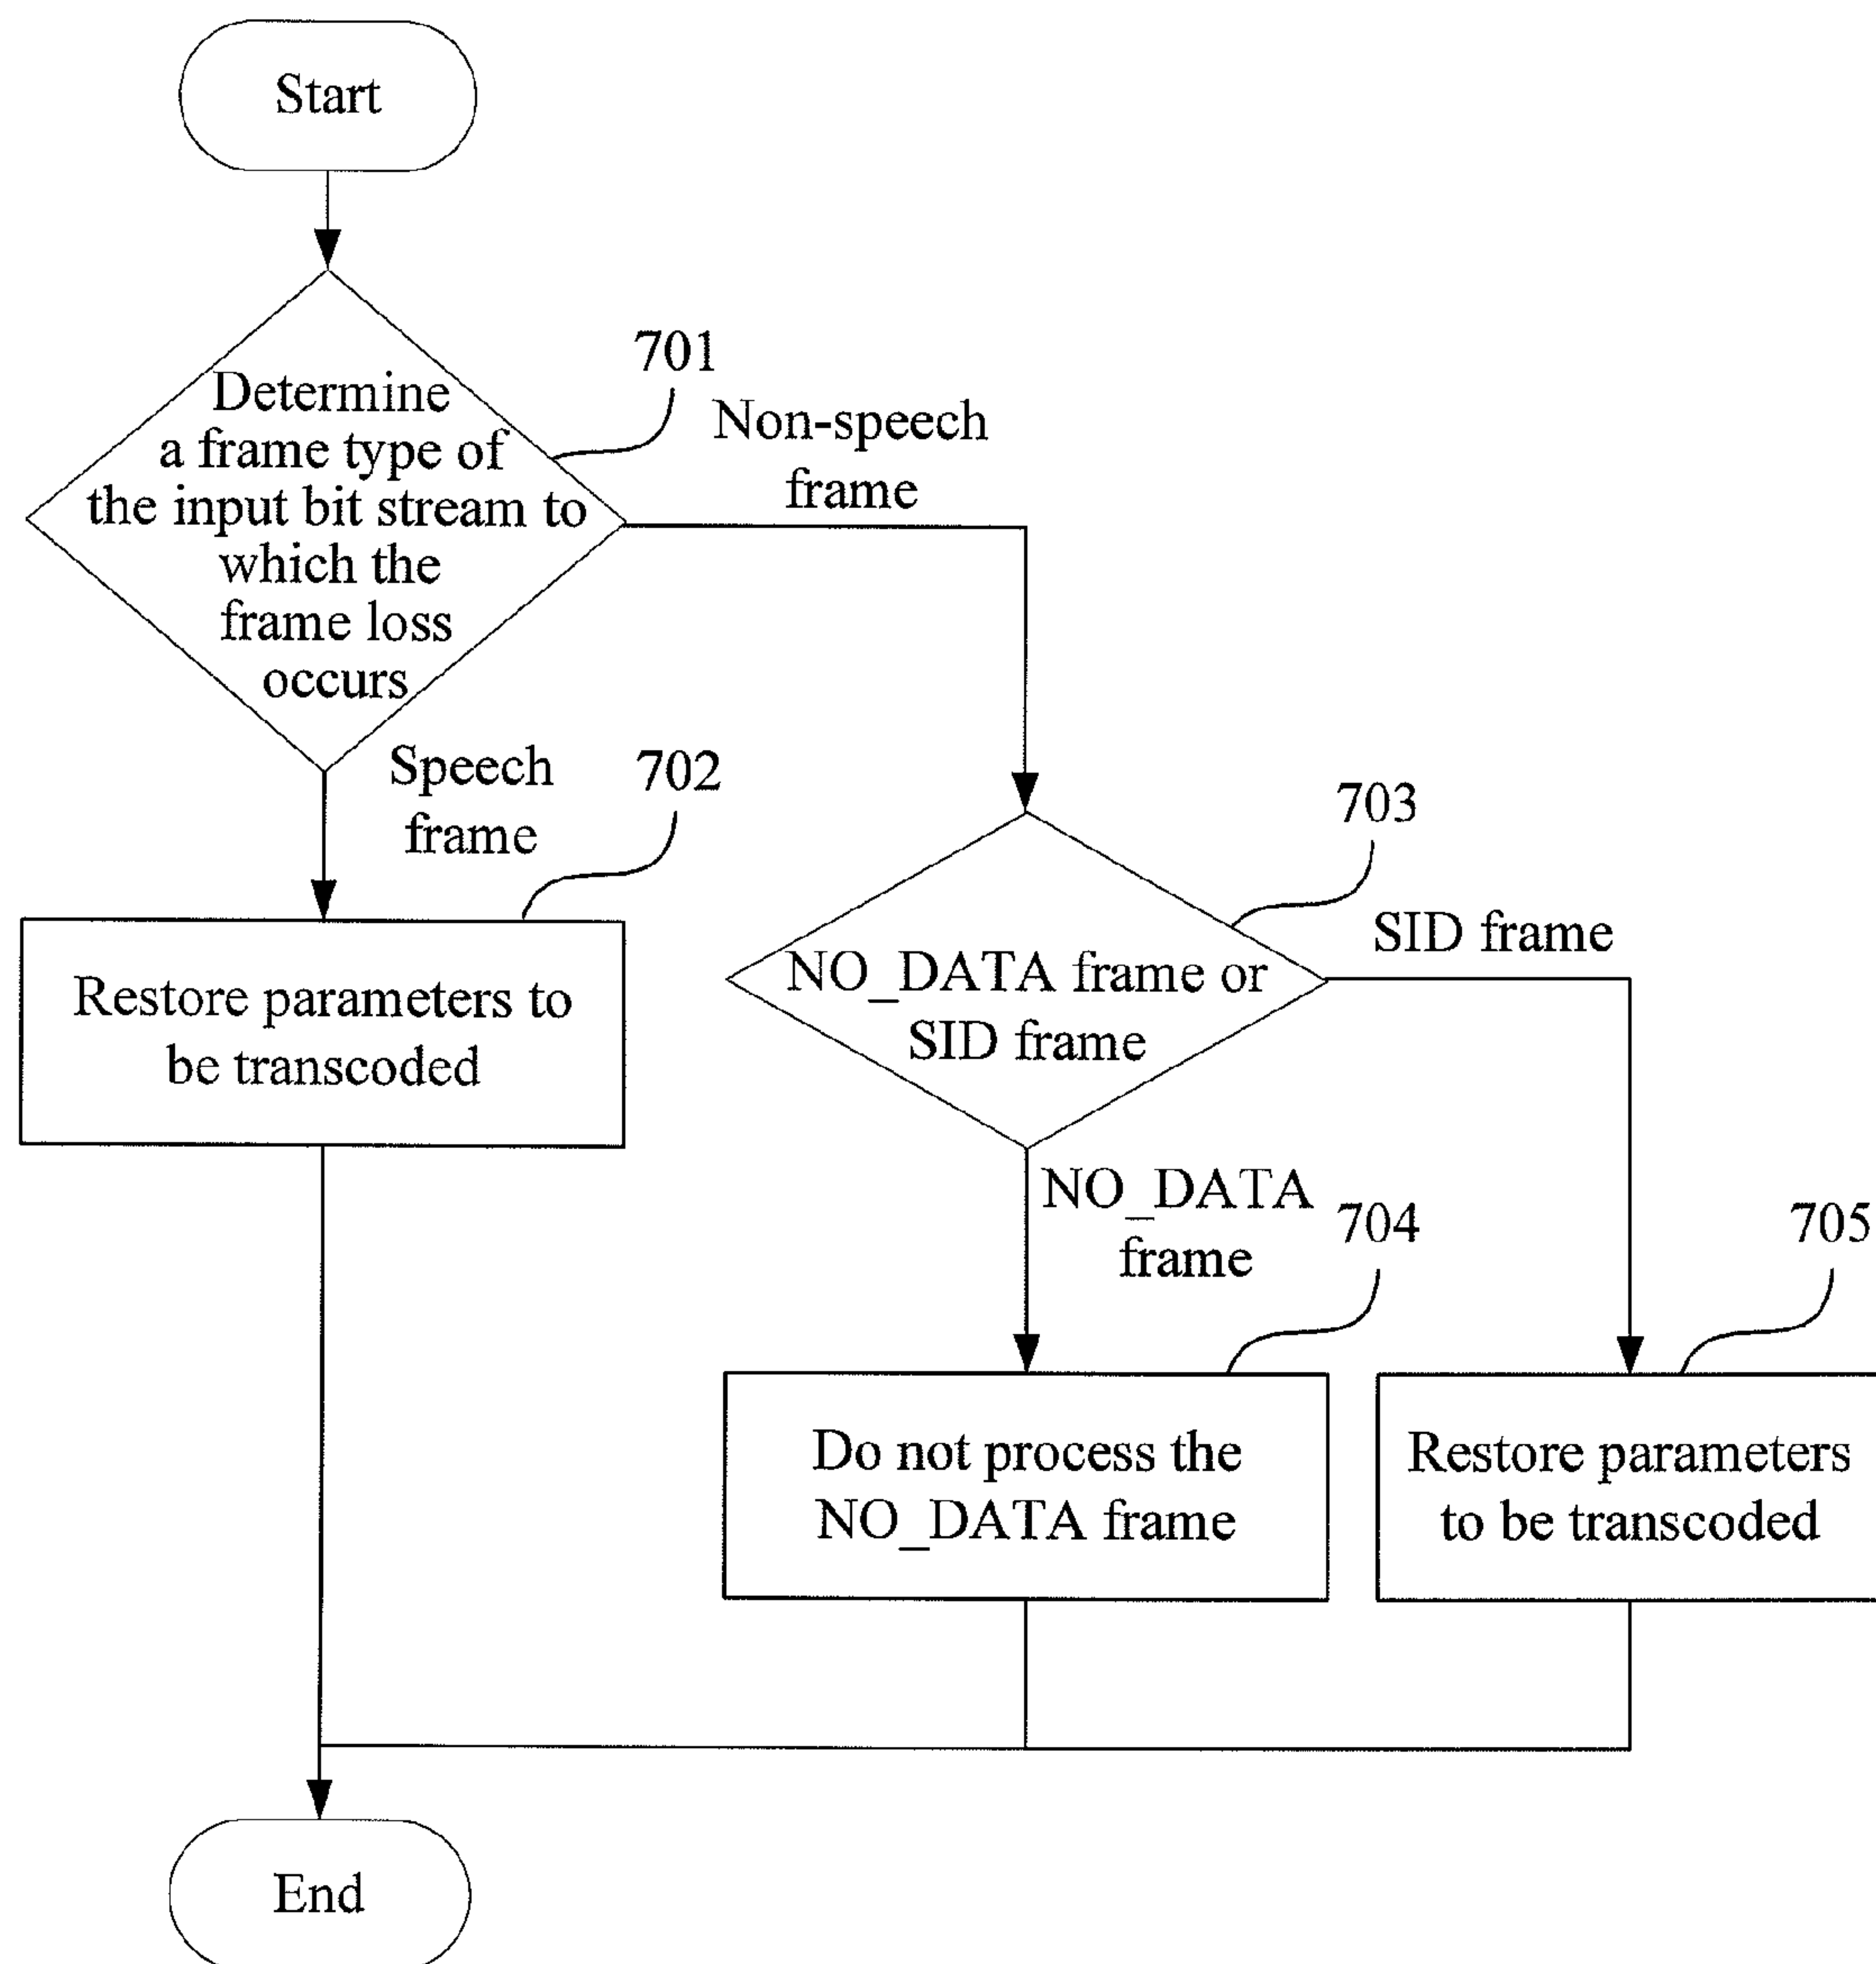 Start
701
Determine
a frame type of
the input bit stream to
which the
frame loss
occurs
Non-speech
frame
Speech
frame
702
Restore parameters to
be transcoded
703
NO_DATA frame or
SID frame
SID frame
NO_DATA
frame
704
Do not process the
NO_DATA frame
705
Restore parameters
to be transcoded
End